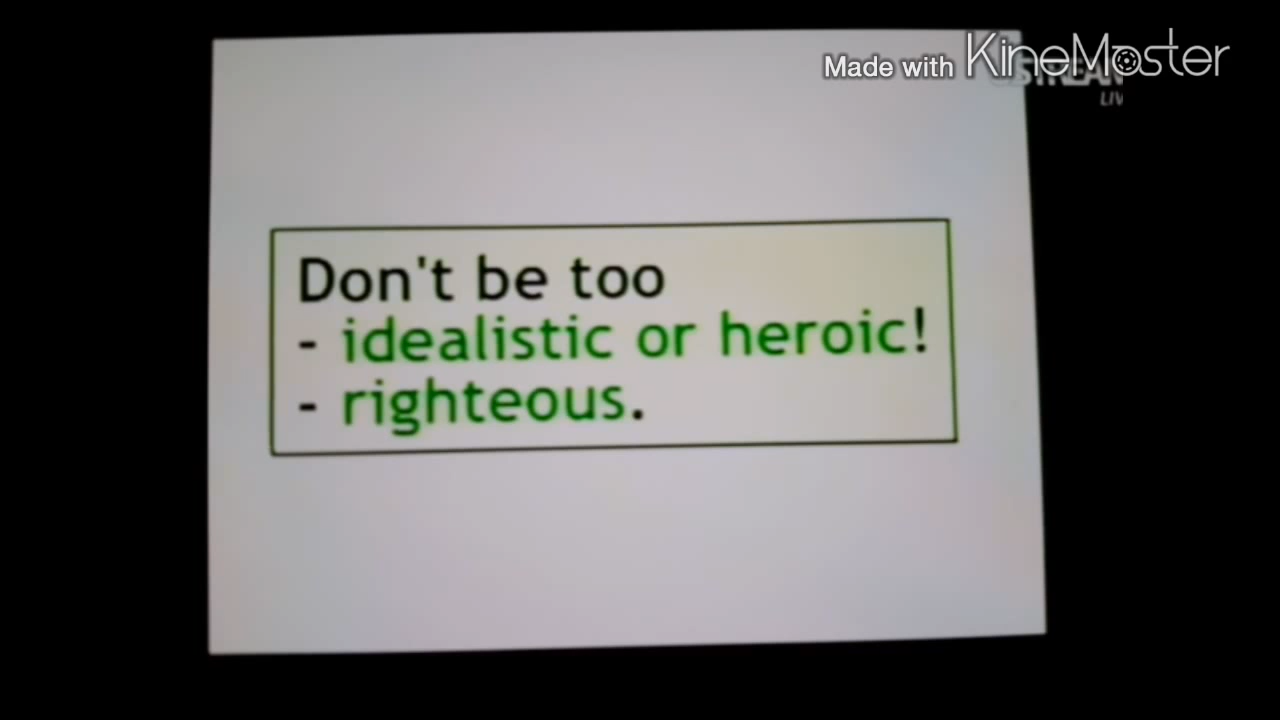 Made with KINEMASTER
Don't be too
- idealistic or heroic!
- righteous.